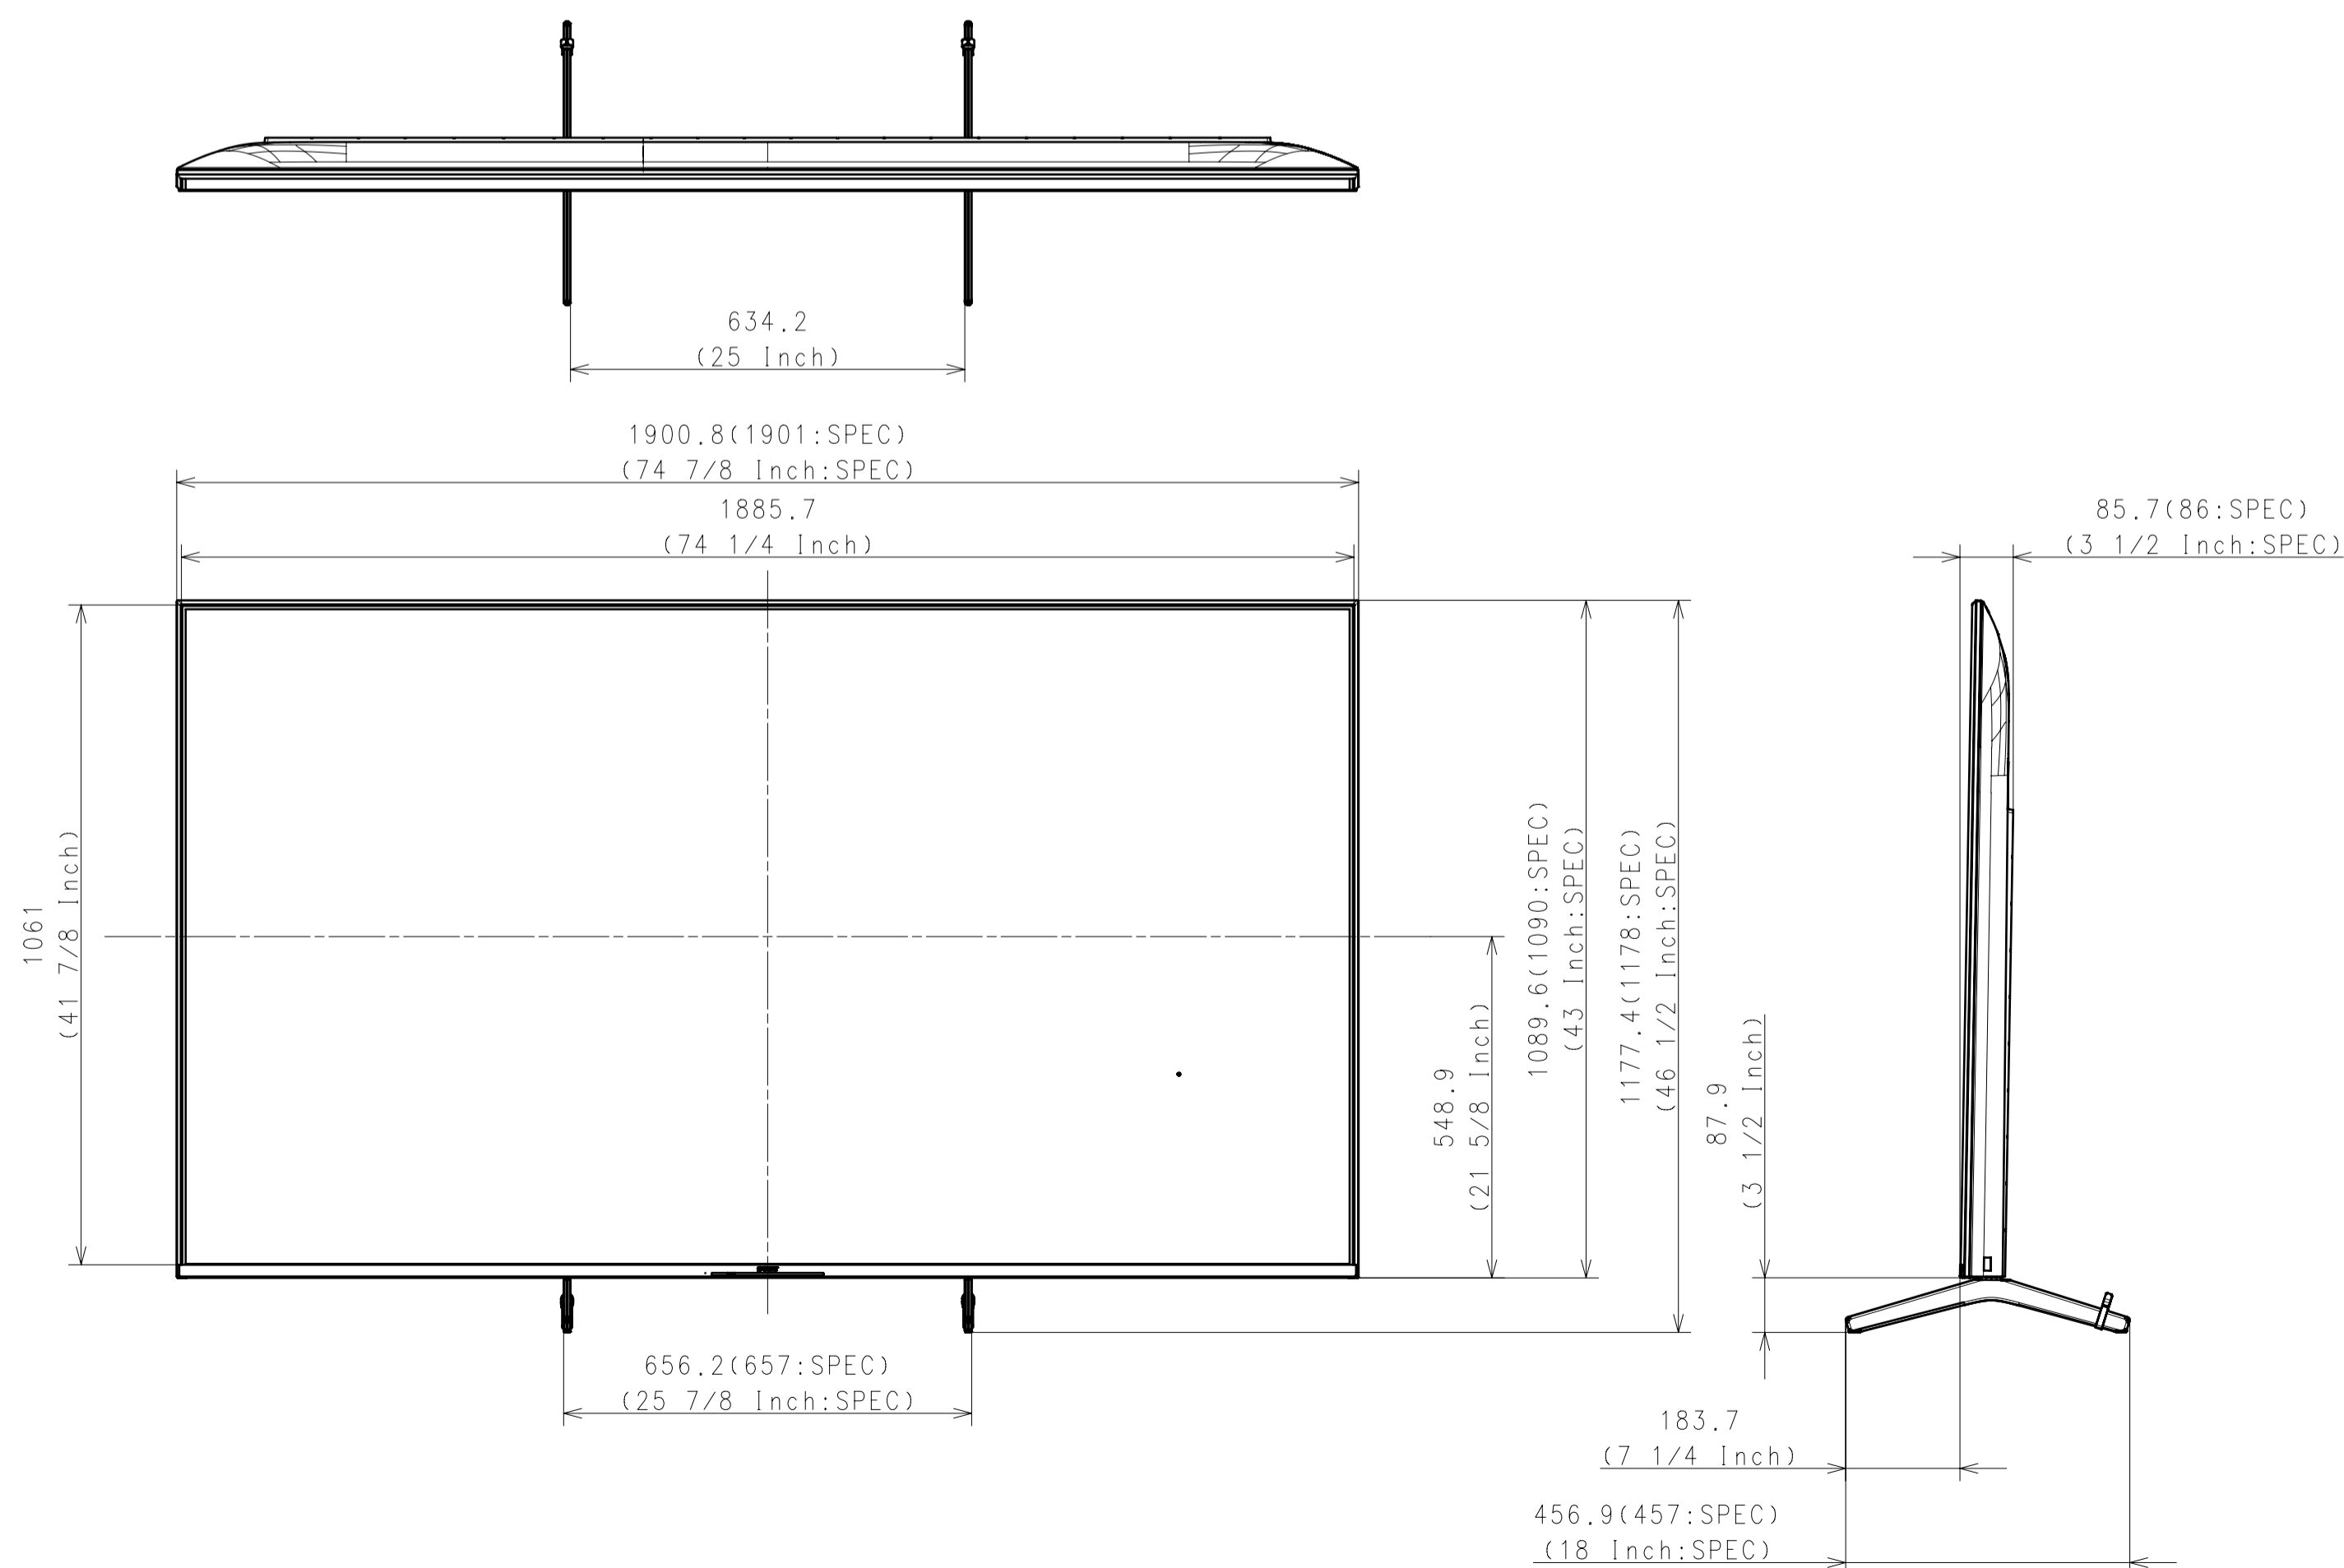 634.2
(25 Inch)
1900.8(1901:SPEC)
(74 7/8 Inch:SPEC)
1885.7
(74 1/4 Inch)
85.7(86:SPEC)
(3 1/2 Inch:SPEC)
1061
(41 7/8 Inch)
548.9
(21 5/8 Inch)
1089.6(1090:SPEC)
(43 Inch:SPEC)
1177.4(1178:SPEC)
(46 1/2 Inch:SPEC)
87.9
(3 1/2 Inch)
656.2(657:SPEC)
(25 7/8 Inch:SPEC)
183.7
(7 1/4 Inch)
456.9(457:SPEC)
(18 Inch:SPEC)